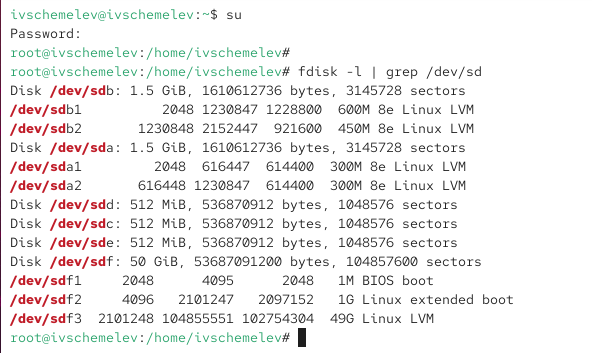 ivschemelev@ivschemelev:~$ su
Password:
root@ivschemelev:/home/ivschemelev#
root@ivschemelev:/home/ivschemelev# fdisk -l | grep /dev/sd
Disk /dev/sdb: 1.5 GiB, 1610612736 bytes, 3145728 sectors
/dev/sdb1          2048 1230847 1228800  600M 8e Linux LVM
/dev/sdb2       1230848 2152447  921600  450M 8e Linux LVM
Disk /dev/sda: 1.5 GiB, 1610612736 bytes, 3145728 sectors
/dev/sda1         2048  616447  614400  300M 8e Linux LVM
/dev/sda2       616448 1230847  614400  300M 8e Linux LVM
Disk /dev/sdd: 512 MiB, 536870912 bytes, 1048576 sectors
Disk /dev/sdc: 512 MiB, 536870912 bytes, 1048576 sectors
Disk /dev/sde: 512 MiB, 536870912 bytes, 1048576 sectors
Disk /dev/sdf: 50 GiB, 53687091200 bytes, 104857600 sectors
/dev/sdf1     2048      4095      2048   1M BIOS boot
/dev/sdf2     4096   2101247   2097152   1G Linux extended boot
/dev/sdf3  2101248 104855551 102754304  49G Linux LVM
root@ivschemelev:/home/ivschemelev#